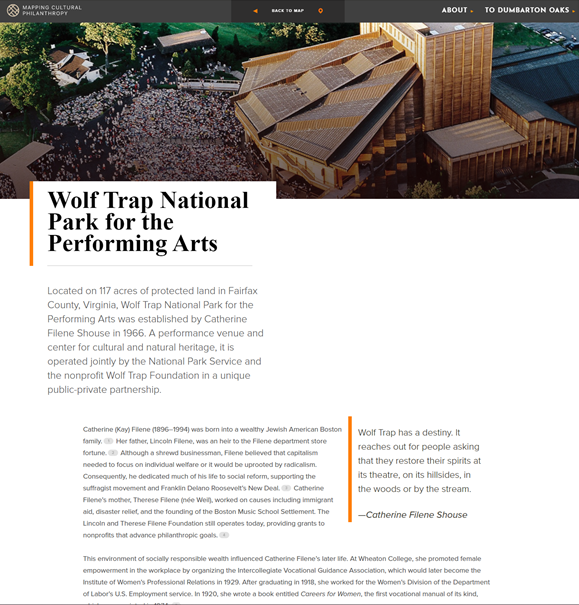 MAPPING CULTURAL
PHILANTHROPY
BACK TO MAP
ABOUT
TO DUMBARTON OAKS
Wolf Trap National
Park for the
Performing Arts
Located on 117 acres of protected land in Fairfax
County, Virginia, Wolf Trap National Park for the
Performing Arts was established by Catherine
Filene Shouse in 1966. A performance venue and
center for cultural and natural heritage, it is
operated jointly by the National Park Service and
the nonprofit Wolf Trap Foundation in a unique
public-private partnership.
Catherine (Kay) Filene (1896–1994) was born into a wealthy Jewish American Boston
family. Her father, Lincoln Filene, was an heir to the Filene department store
fortune. Although a shrewd businessman, Filene believed that capitalism
needed to focus on individual welfare or it would be uprooted by radicalism.
Consequently, he dedicated much of his life to social reform, supporting the
suffragist movement and Franklin Delano Roosevelt's New Deal. Catherine
Filene's mother, Therese Filene (née Weil), worked on causes including immigrant
aid, disaster relief, and the founding of the Boston Music School Settlement. The
Lincoln and Therese Filene Foundation still operates today, providing grants to
nonprofits that advance philanthropic goals.
Wolf Trap has a destiny. It
reaches out for people asking
that they restore their spirits at
its theatre, on its hillsides, in
the woods or by the stream.
—Catherine Filene Shouse
This environment of socially responsible wealth influenced Catherine Filene's later life. At Wheaton College, she promoted female
empowerment in the workplace by organizing the Intercollegiate Vocational Guidance Association, which would later become the
Institute of Women's Professional Relations in 1929. After graduating in 1918, she worked for the Women's Division of the Department
of Labor's U.S. Employment service. In 1920, she wrote a book entitled Careers for Women, the first vocational manual of its kind,